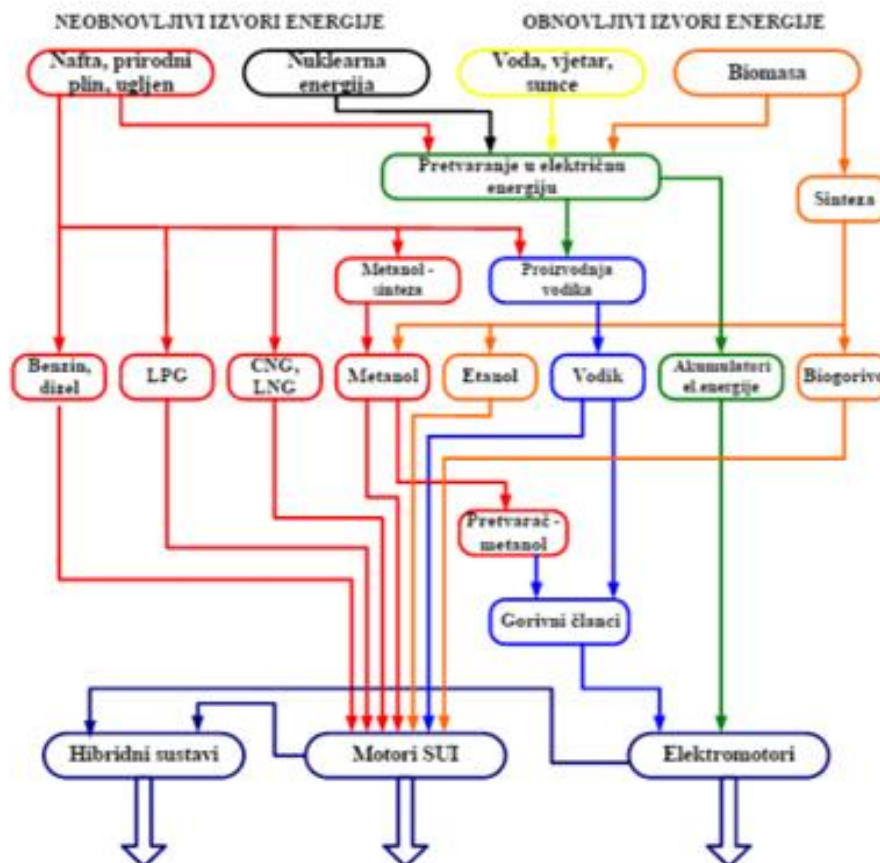 NEOBNOVLJIVI IZVORI ENERGIJE
OBNOVLJIVI IZVORI ENERGIJE
Nafta, prirodni
plin, ugljen
Nuklearna
energija
Voda, vjetar,
sunce
Biomasa
Pretvaranje u električnu
energiju
Sinteza
Metanol -
sinteza
Proizvodnja
vodika
Benzin,
dizel
LPG
CNG,
LNG
Metanol
Etanol
Vodik
Akumulatori
el.energije
Biogorivo
Pretvarač -
metanol
Gorivni članci
Hibridni sustavi
Motori SUI
Elektromotori